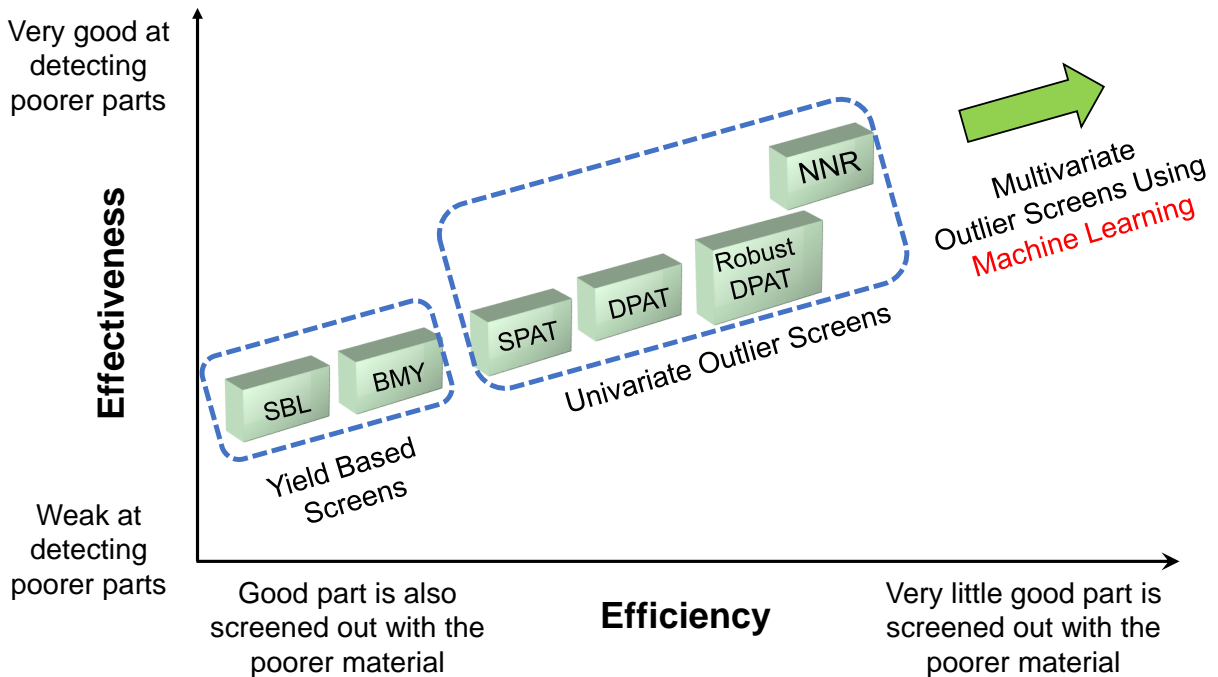 Very good at
detecting
poorer parts
Effectiveness
Weak at
detecting
poorer parts
SBL
BMY
Yield Based
Screens
SPAT
DPAT
Robust
DPAT
NNR
Univariate Outlier Screens
Multivariate
Outlier Screens Using
Machine Learning
Good part is also
screened out with the
poorer material
Efficiency
Very little good part is
screened out with the
poorer material